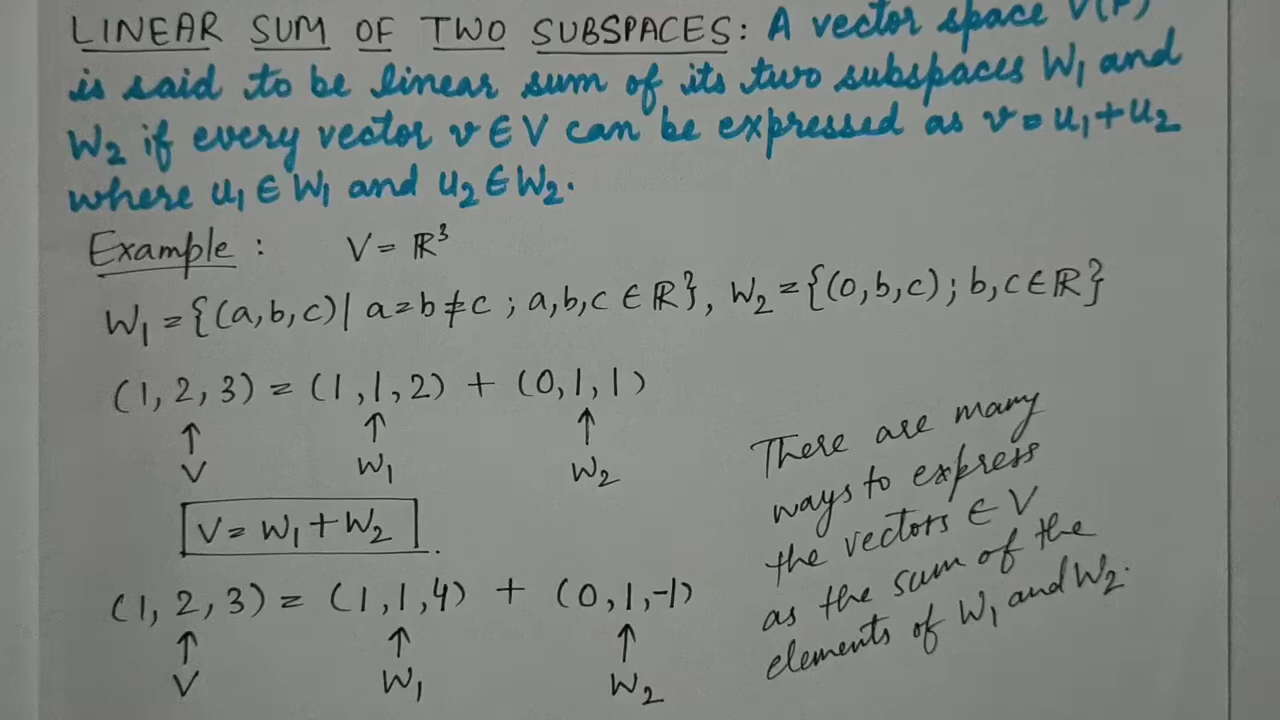 LINEAR SUM OF TWO SUBSPACES: A vector space V(F)
is said to be linear sum of its two subspaces W₁ and
W₂ if every vector v ∈ V can be expressed as v = u₁ + u₂
where u₁ ∈ W₁ and u₂ ∈ W₂.
Example : V = ℝ³
W₁ = {(a,b,c) | a=b≠c ; a,b,c ∈ ℝ}, W₂ = {(0,b,c) ; b,c ∈ ℝ}
(1, 2, 3) = (1, 1, 2) + (0, 1, 1)
↑ ↑ ↑
V W₁ W₂
V = W₁ + W₂.
(1, 2, 3) = (1, 1, 4) + (0, 1, -1)
↑ ↑ ↑
V W₁ W₂
There are many
ways to express
the vectors ∈ V
as the sum of the
elements of W₁ and W₂.